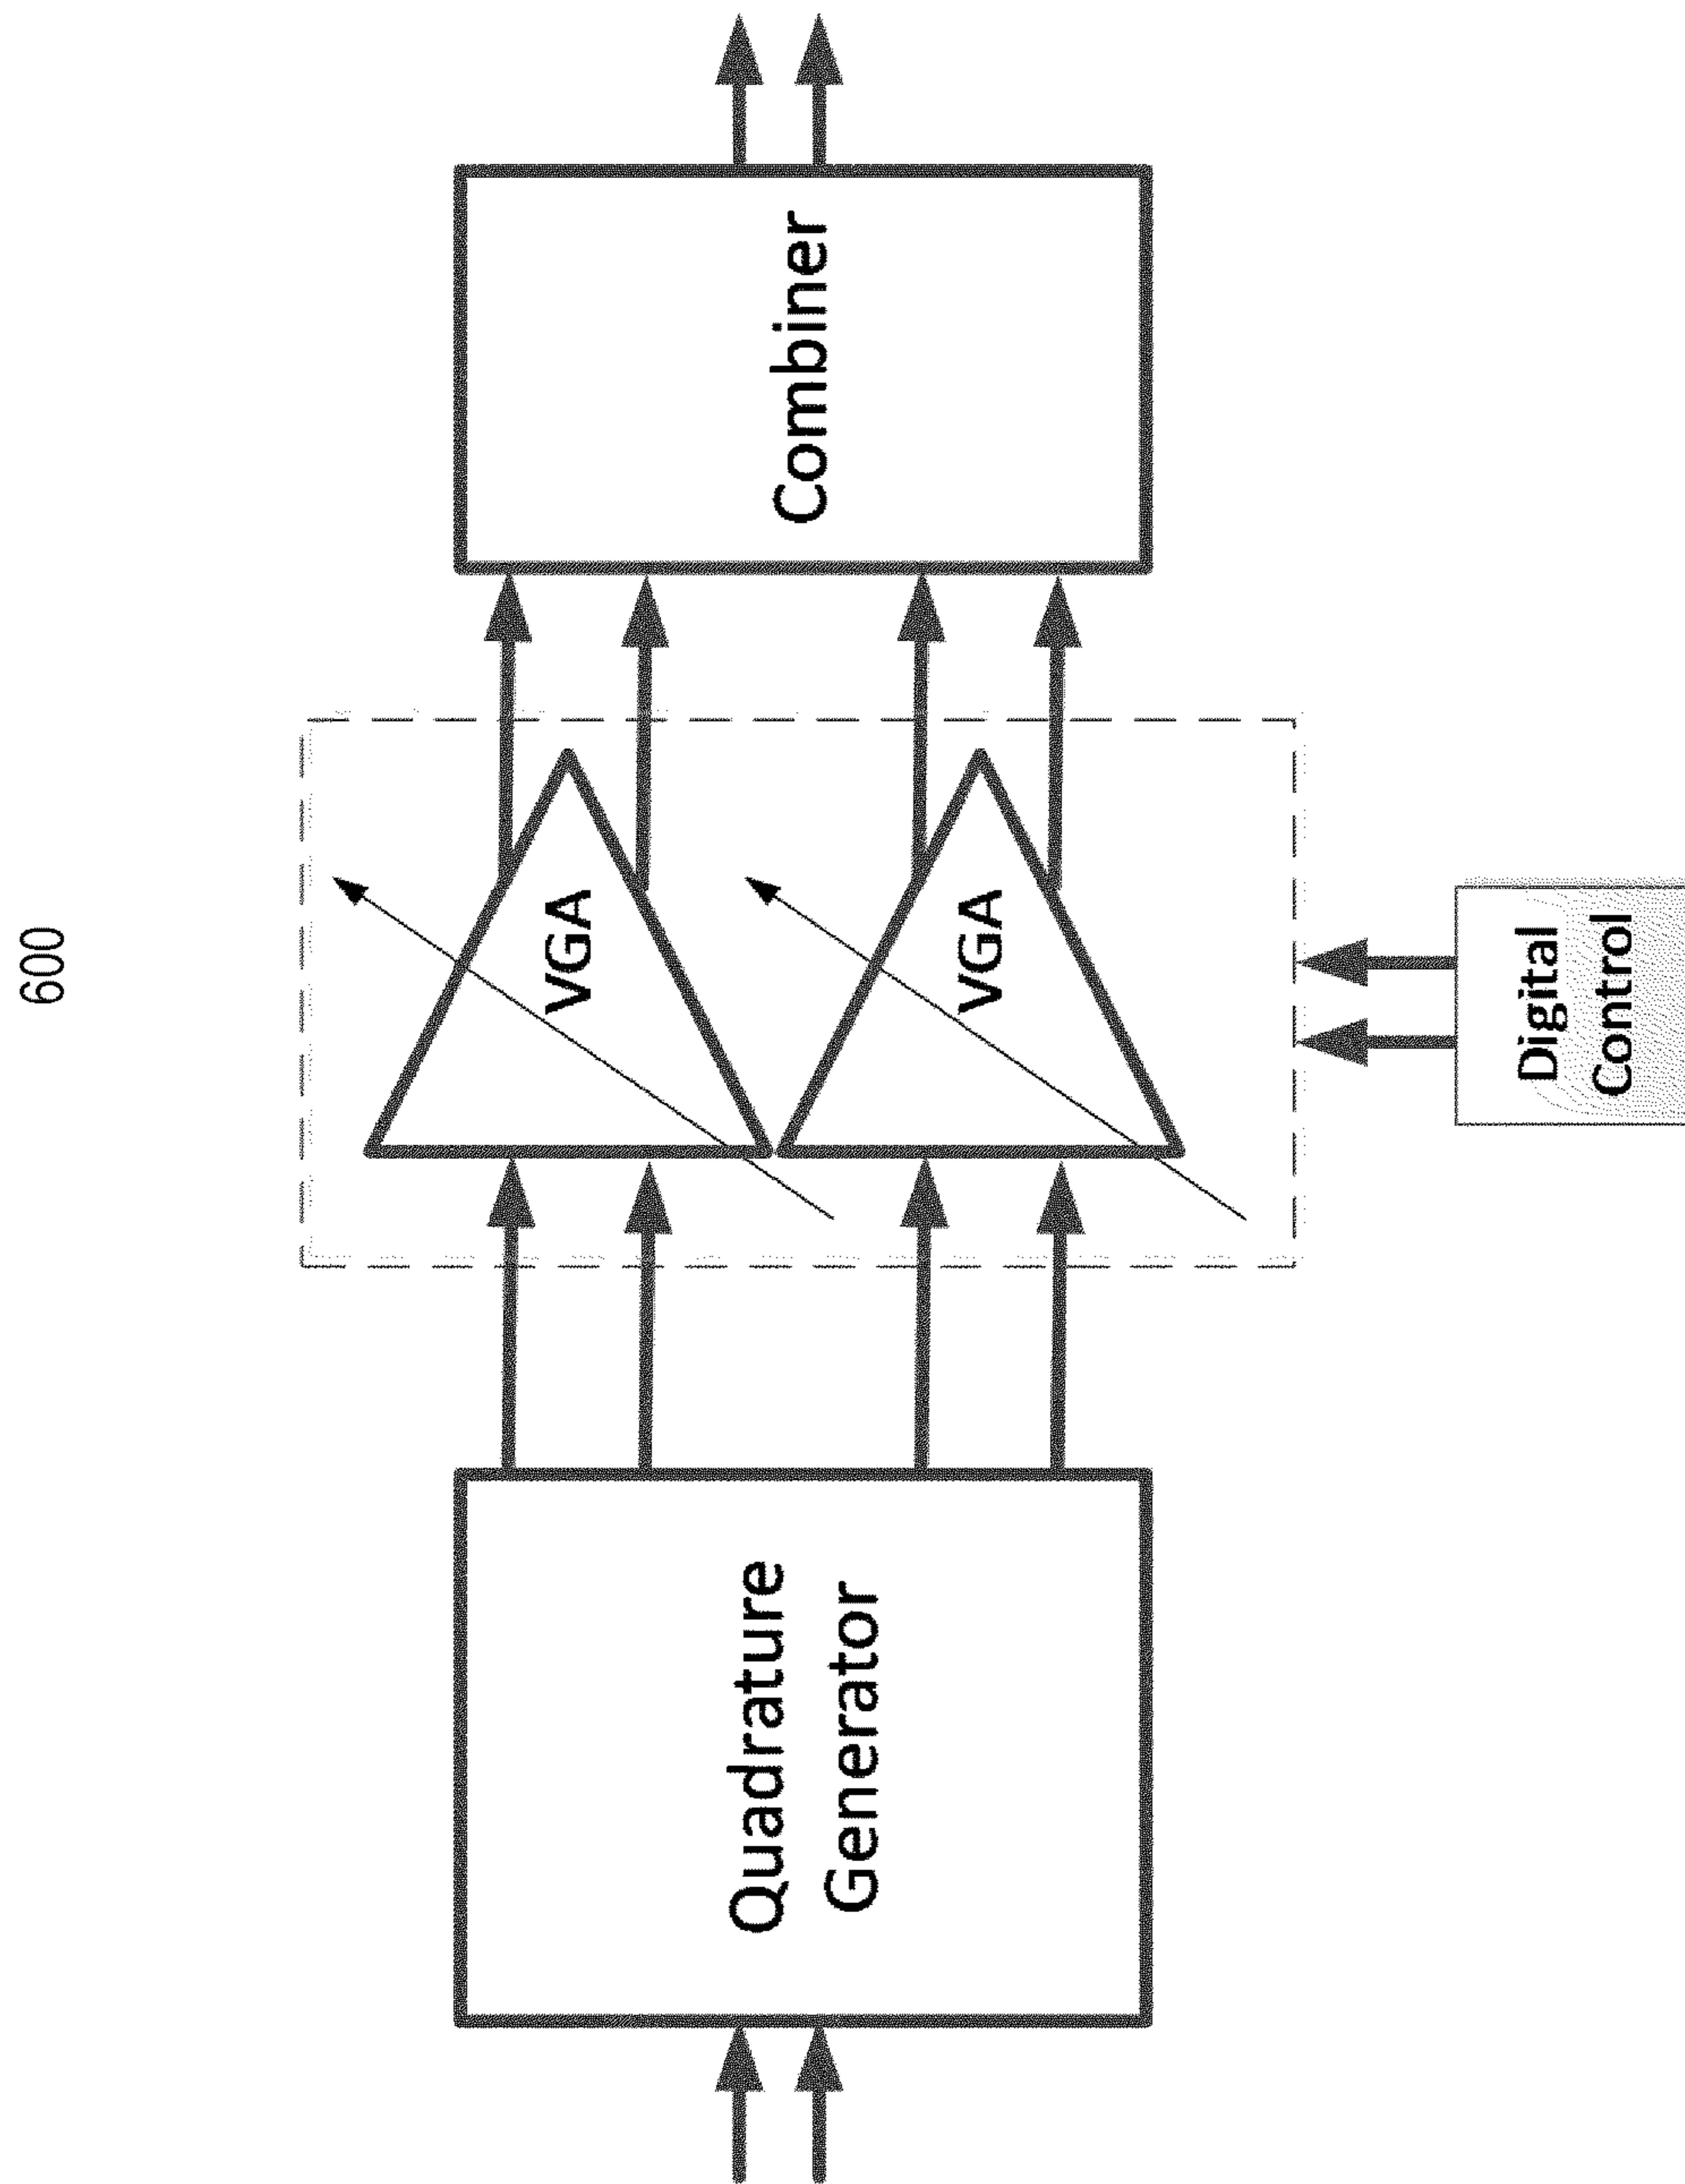 600
Quadrature
Generator
VGA
VGA
Combiner
Digital
Control